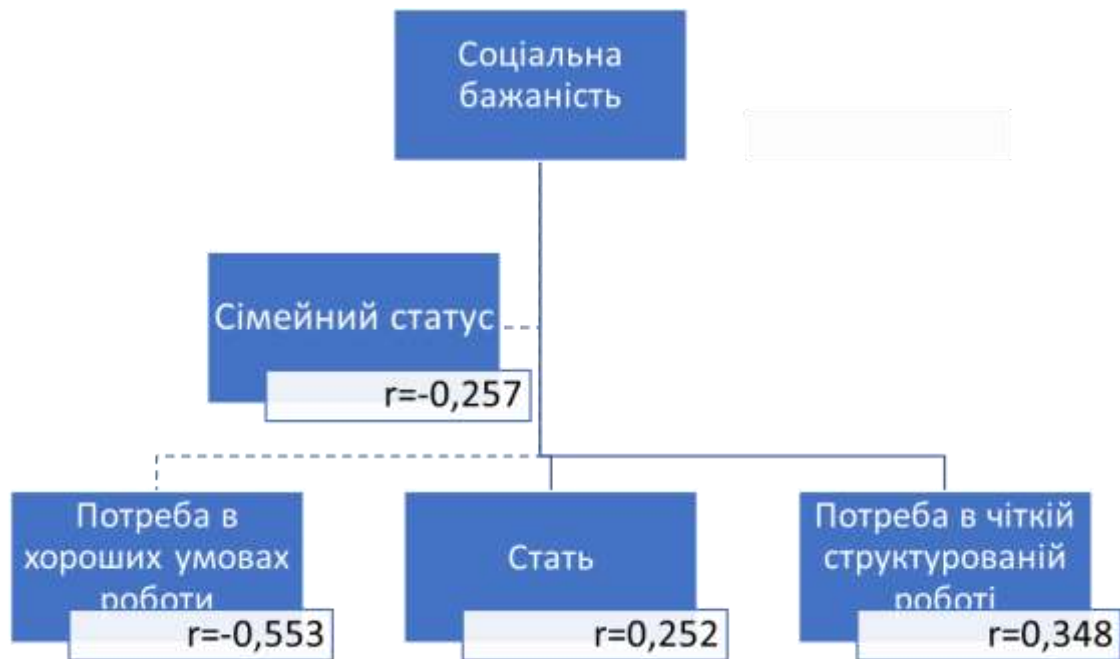 Соціальна
бажаність
Сімейний статус
r=-0,257
Потреба в
хороших умовах
роботи
r=-0,553
Стать
r=0,252
Потреба в чіткій
структурованій
роботі
r=0,348